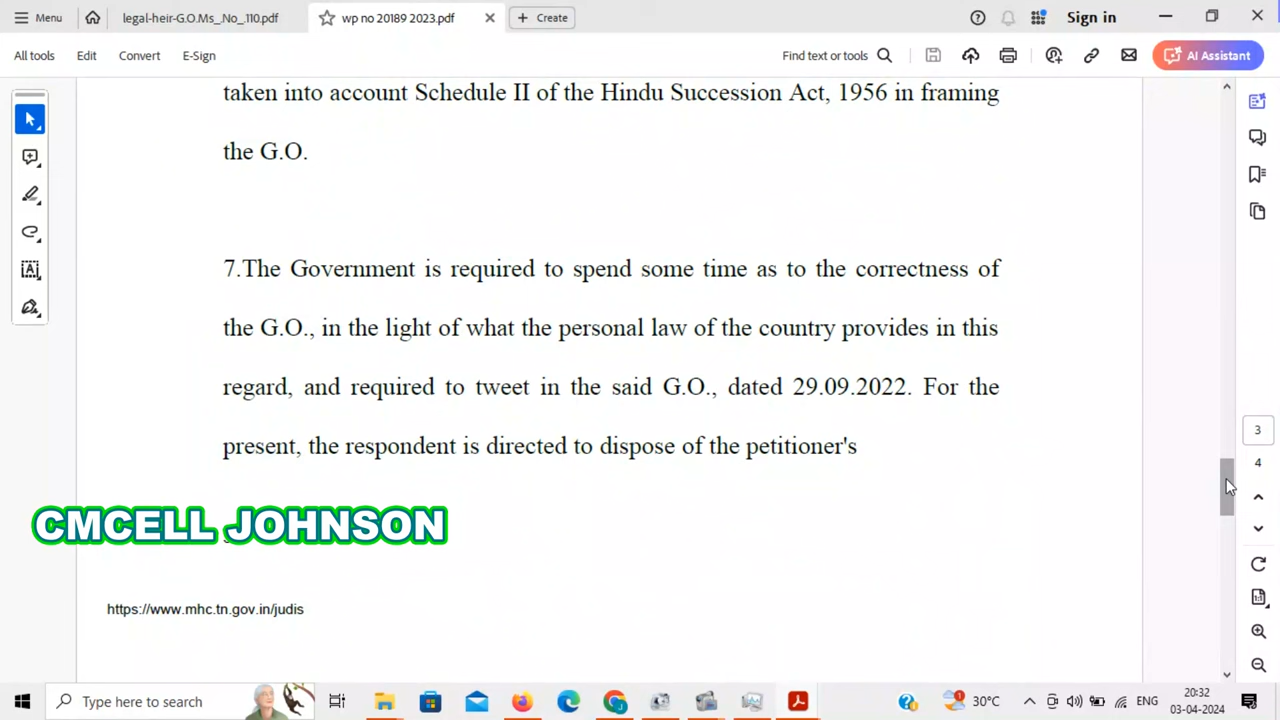 Menu
legal-heir-G.O.Ms_No_.110.pdf
wp no 20189 2023.pdf
Create
Sign in
All tools
Edit
Convert
E-Sign
Find text or tools
AI Assistant
taken into account Schedule II of the Hindu Succession Act, 1956 in framing
the G.O.
7.The Government is required to spend some time as to the correctness of
the G.O., in the light of what the personal law of the country provides in this
regard, and required to tweet in the said G.O., dated 29.09.2022. For the
present, the respondent is directed to dispose of the petitioner's
3
4
CMCELL JOHNSON
https://www.mhc.tn.gov.in/judis
Type here to search
30°C
ENG
20:32
03-04-2024